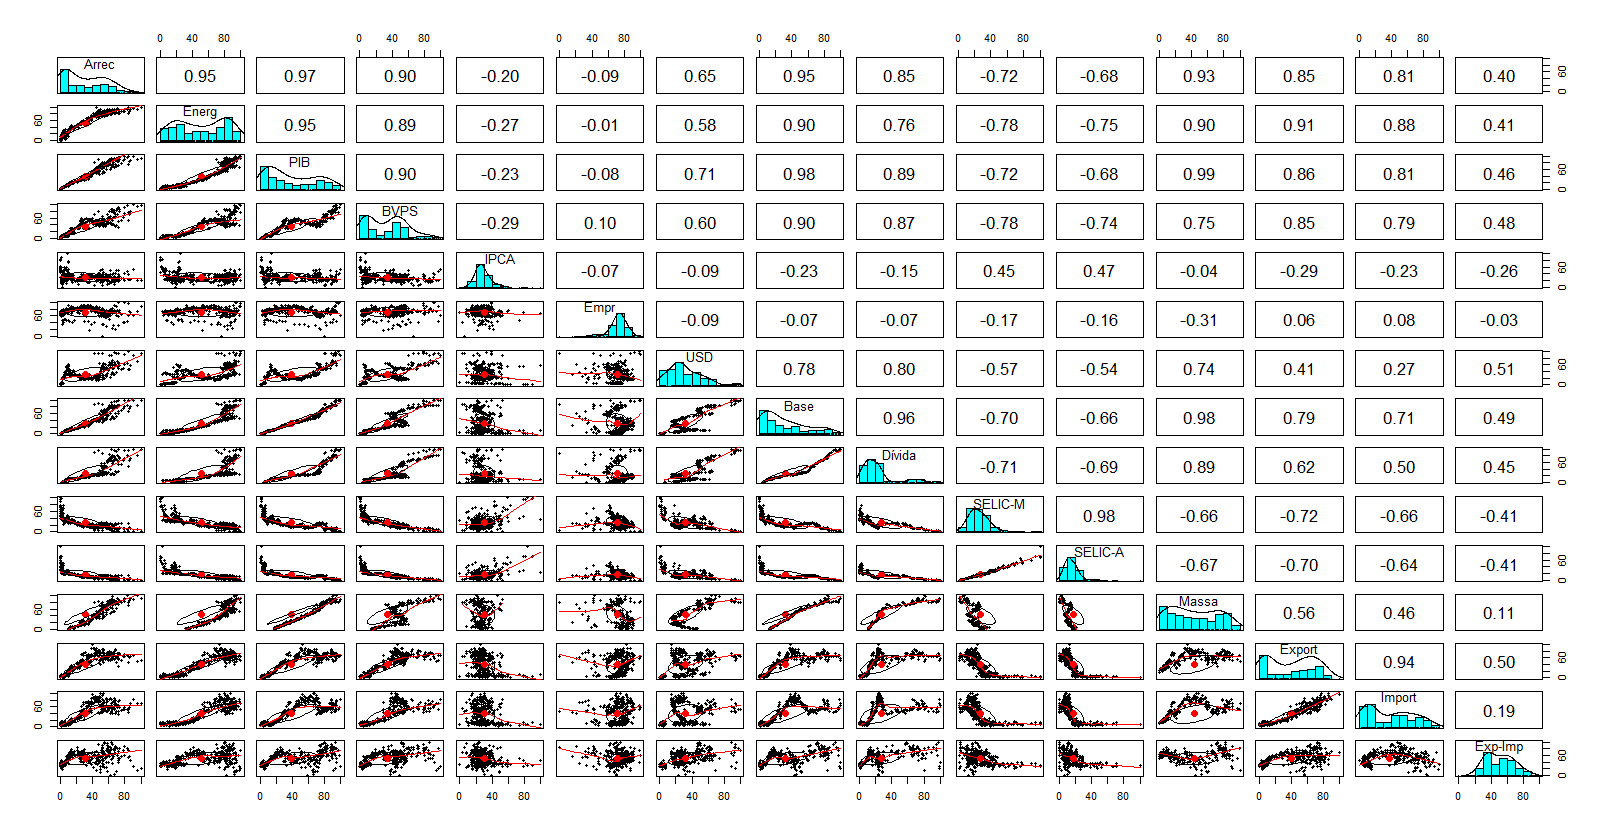 0 40 80 0 40 80 0 40 80 0 40 80 0 40 80 0 40 80 0 40 80
Arrec 0.95 0.97 0.90 -0.20 -0.09 0.65 0.95 0.85 -0.72 -0.68 0.93 0.85 0.81 0.40 0 60
0 60 Energ 0.95 0.89 -0.27 -0.01 0.58 0.90 0.76 -0.78 -0.75 0.90 0.91 0.88 0.41
PIB 0.90 -0.23 -0.08 0.71 0.98 0.89 -0.72 -0.68 0.99 0.86 0.81 0.46 0 60
0 60 BVPS -0.29 0.10 0.60 0.90 0.87 -0.78 -0.74 0.75 0.85 0.79 0.48
IPCA -0.07 -0.09 -0.23 -0.15 0.45 0.47 -0.04 -0.29 -0.23 -0.26 0 60
0 60 Empr -0.09 -0.07 -0.07 -0.17 -0.16 -0.31 0.06 0.08 -0.03
USD 0.78 0.80 -0.57 -0.54 0.74 0.41 0.27 0.51 0 60
0 60 Base 0.96 -0.70 -0.66 0.98 0.79 0.71 0.49
Dívida -0.71 -0.69 0.89 0.62 0.50 0.45 0 60
0 60 SELIC-M 0.98 -0.66 -0.72 -0.66 -0.41
SELIC-A -0.67 -0.70 -0.64 -0.41 0 60
0 60 Massa 0.56 0.46 0.11
Export 0.94 0.50 0 60
0 60 Import 0.19
Exp-Imp 0 60
0 40 80 0 40 80 0 40 80 0 40 80 0 40 80 0 40 80 0 40 80 0 40 80